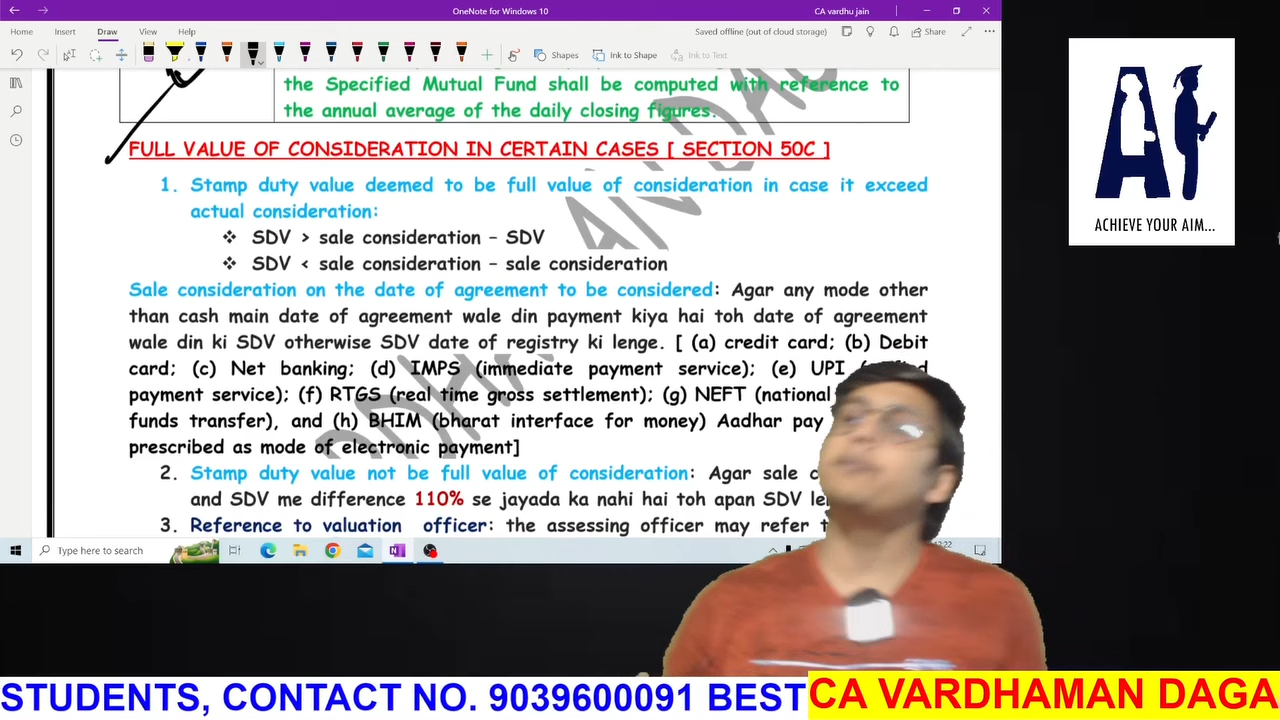 OneNote for Windows 10
CA vardhu jain
Home Insert Draw View Help
Saved offline (out of cloud storage)
Share
Shapes
Ink to Shape
Ink to Text
the Specified Mutual Fund shall be computed with reference to
the annual average of the daily closing figures.
FULL VALUE OF CONSIDERATION IN CERTAIN CASES [ SECTION 50C ]
1. Stamp duty value deemed to be full value of consideration in case it exceed
actual consideration:
❖ SDV > sale consideration – SDV
❖ SDV < sale consideration – sale consideration
Sale consideration on the date of agreement to be considered: Agar any mode other
than cash main date of agreement wale din payment kiya hai toh date of agreement
wale din ki SDV otherwise SDV date of registry ki lenge. [ (a) credit card; (b) Debit
card; (c) Net banking; (d) IMPS (immediate payment service); (e) UPI
payment service); (f) RTGS (real time gross settlement); (g) NEFT (national
funds transfer), and (h) BHIM (bharat interface for money) Aadhar pay
prescribed as mode of electronic payment]
2. Stamp duty value not be full value of consideration: Agar sale
and SDV me difference 110% se jayada ka nahi hai toh apan SDV
3. Reference to valuation officer: the assessing officer may refer
Type here to search
AI
ACHIEVE YOUR AIM...
STUDENTS, CONTACT NO. 9039600091 BEST
CA VARDHAMAN DAGA